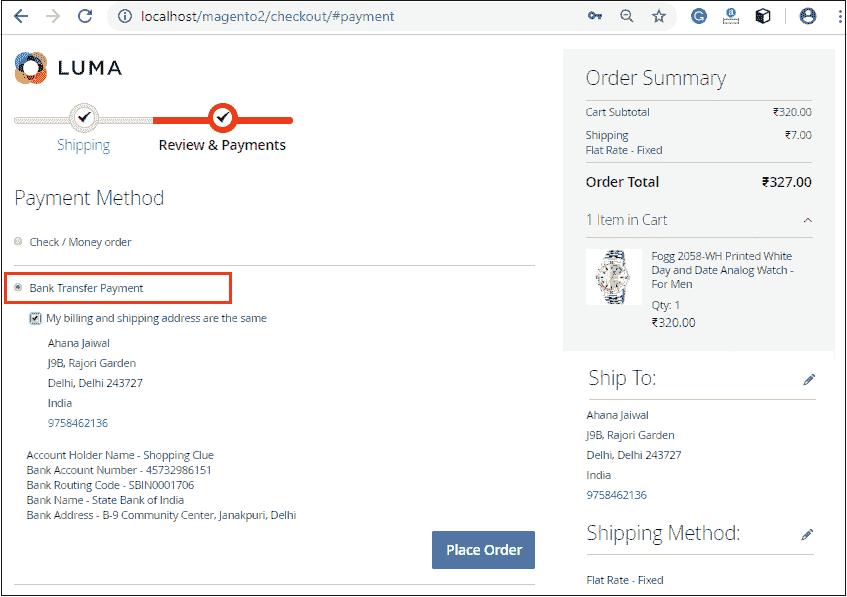 localhost/magento2/checkout/#payment
LUMA
Shipping
Review & Payments
Payment Method
Check / Money order
Bank Transfer Payment
My billing and shipping address are the same
Ahana Jaiwal
J9B, Rajori Garden
Delhi, Delhi 243727
India
9758462136
Account Holder Name - Shopping Clue
Bank Account Number - 45732986151
Bank Routing Code - SBIN0001706
Bank Name - State Bank of India
Bank Address - B-9 Community Center, Janakpuri, Delhi
Place Order
Order Summary
Cart Subtotal ₹320.00
Shipping ₹7.00
Flat Rate - Fixed
Order Total ₹327.00
1 Item in Cart
Fogg 2058-WH Printed White
Day and Date Analog Watch -
For Men
Qty: 1
₹320.00
Ship To:
Ahana Jaiwal
J9B, Rajori Garden
Delhi, Delhi 243727
India
9758462136
Shipping Method:
Flat Rate - Fixed